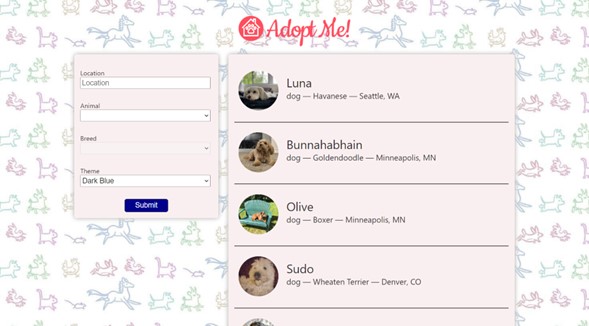 Adopt Me!
Location
Location
Animal
Breed
Theme
Dark Blue
Submit
Luna
dog — Havanese — Seattle, WA
Bunnahabhain
dog — Goldendoodle — Minneapolis, MN
Olive
dog — Boxer — Minneapolis, MN
Sudo
dog — Wheaten Terrier — Denver, CO